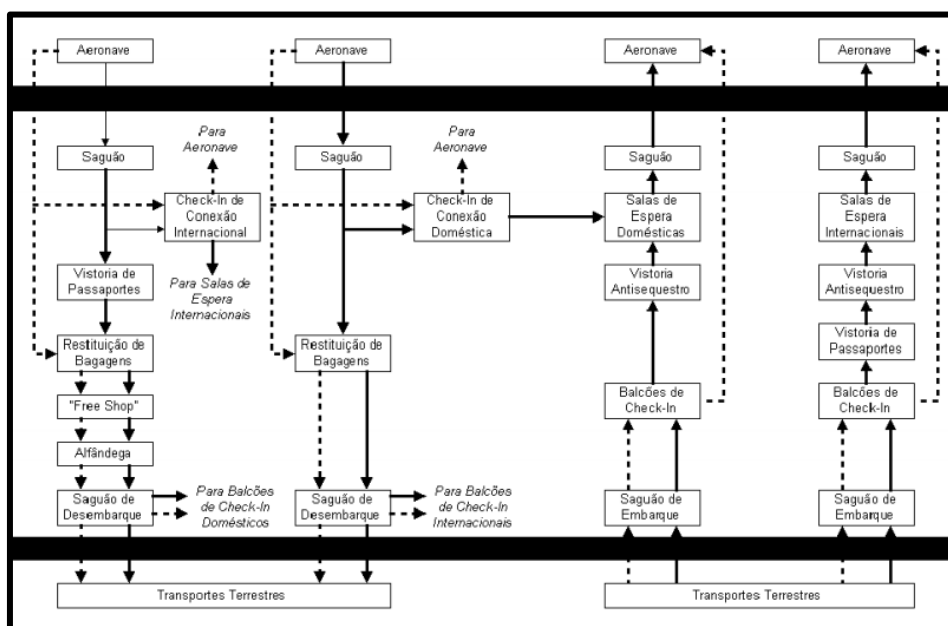 Aeronave
Aeronave
Aeronave
Aeronave
Saguão
Para
Aeronave
Saguão
Para
Aeronave
Saguão
Saguão
Check-In de
Conexão
Internacional
Check-In de
Conexão
Doméstica
Salas de
Espera
Domésticas
Salas de
Espera
Internacionais
Vistoria de
Passaportes
Para Salas de
Espera
Internacionais
Vistoria
Antisequestro
Vistoria
Antisequestro
Vistoria de
Passaportes
Restituição de
Bagagens
Restituição de
Bagagens
"Free Shop"
Balcões de
Check-In
Balcões de
Check-In
Alfândega
Saguão de
Desembarque
Para Balcões
de Check-In
Domésticos
Saguão de
Desembarque
Para Balcões
de Check-In
Internacionais
Saguão de
Embarque
Saguão de
Embarque
Transportes Terrestres
Transportes Terrestres